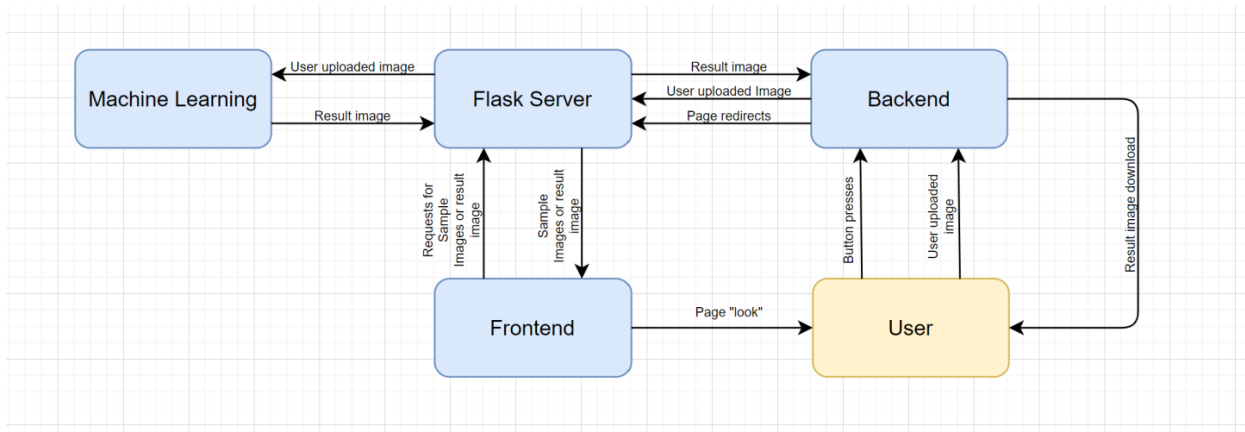 User uploaded image
Result image
Machine Learning
Flask Server
Backend
User uploaded Image
Result image
Page redirects
Requests for
Sample
Images or result
image
Sample
Images or result
image
Button presses
User uploaded
image
Result image download
Frontend
Page "look"
User